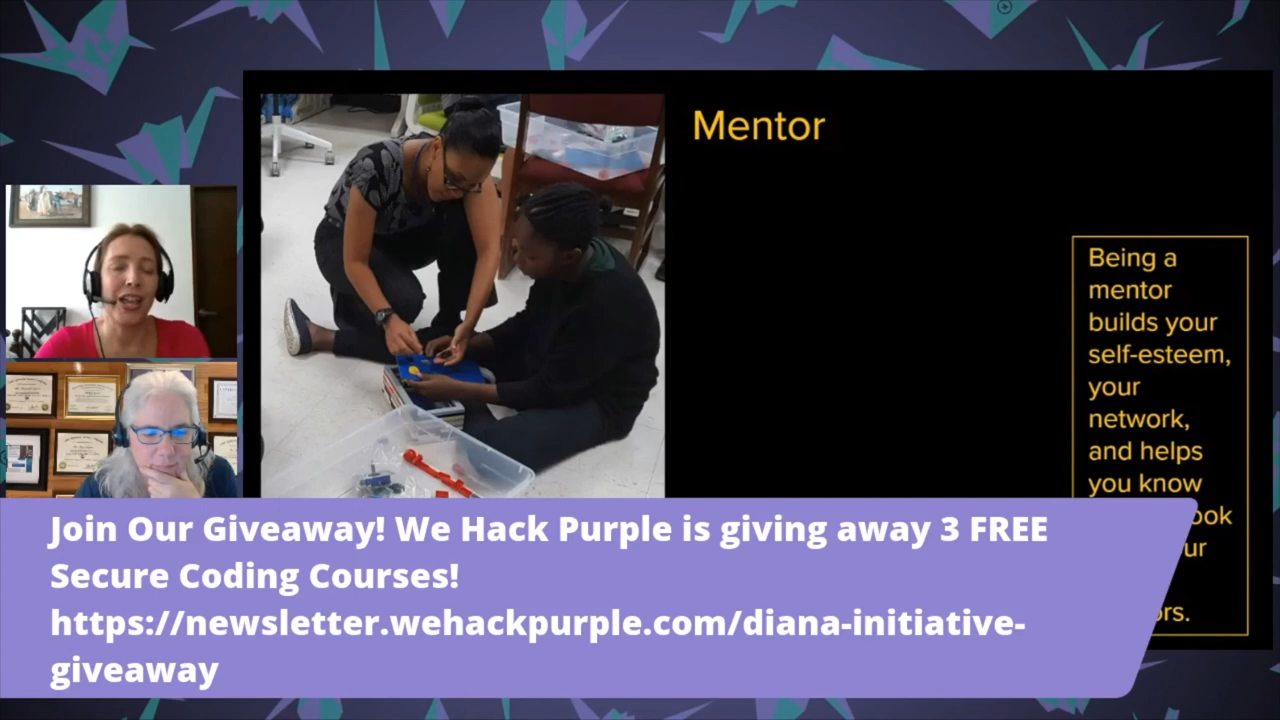 Mentor
Being a
mentor
builds your
self-esteem,
your
network,
and helps
you know
Join Our Giveaway! We Hack Purple is giving away 3 FREE
Secure Coding Courses!
https://newsletter.wehackpurple.com/diana-initiative-
giveaway